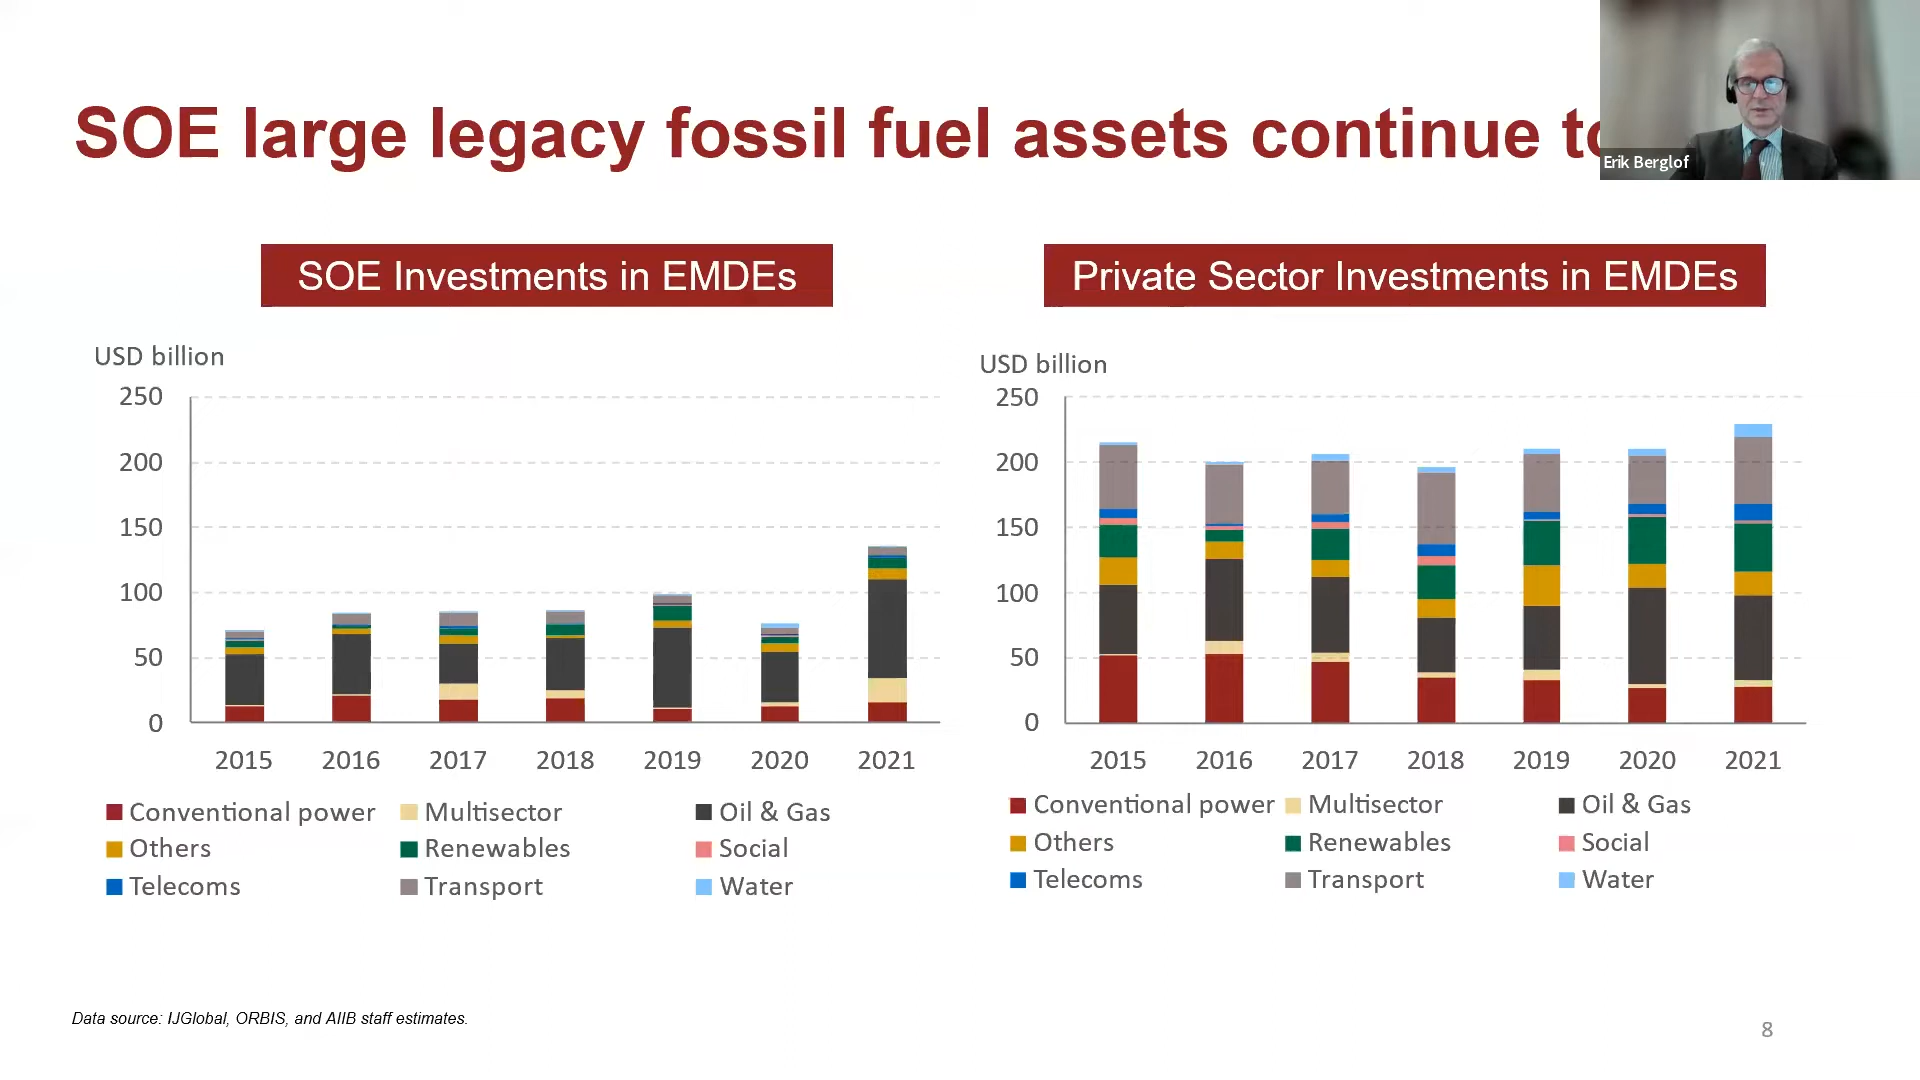 SOE large legacy fossil fuel assets continue to
Erik Berglof
SOE Investments in EMDEs
Private Sector Investments in EMDEs
USD billion
250
200
150
100
50
0
2015 2016 2017 2018 2019 2020 2021
Conventional power Multisector Oil & Gas
Others Renewables Social
Telecoms Transport Water
USD billion
250
200
150
100
50
0
2015 2016 2017 2018 2019 2020 2021
Conventional power Multisector Oil & Gas
Others Renewables Social
Telecoms Transport Water
Data source: IJGlobal, ORBIS, and AIIB staff estimates.
8